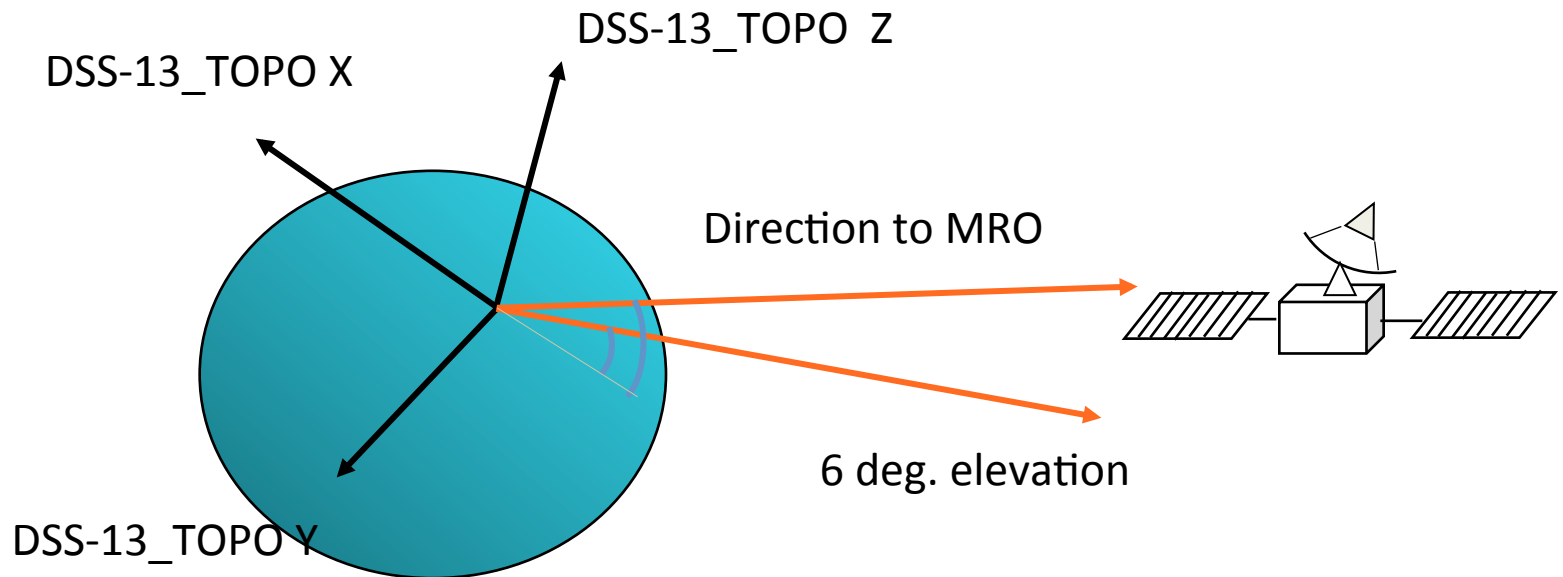 DSS-13_TOPO Z
DSS-13_TOPO X
Direction to MRO
6 deg. elevation
DSS-13_TOPO Y